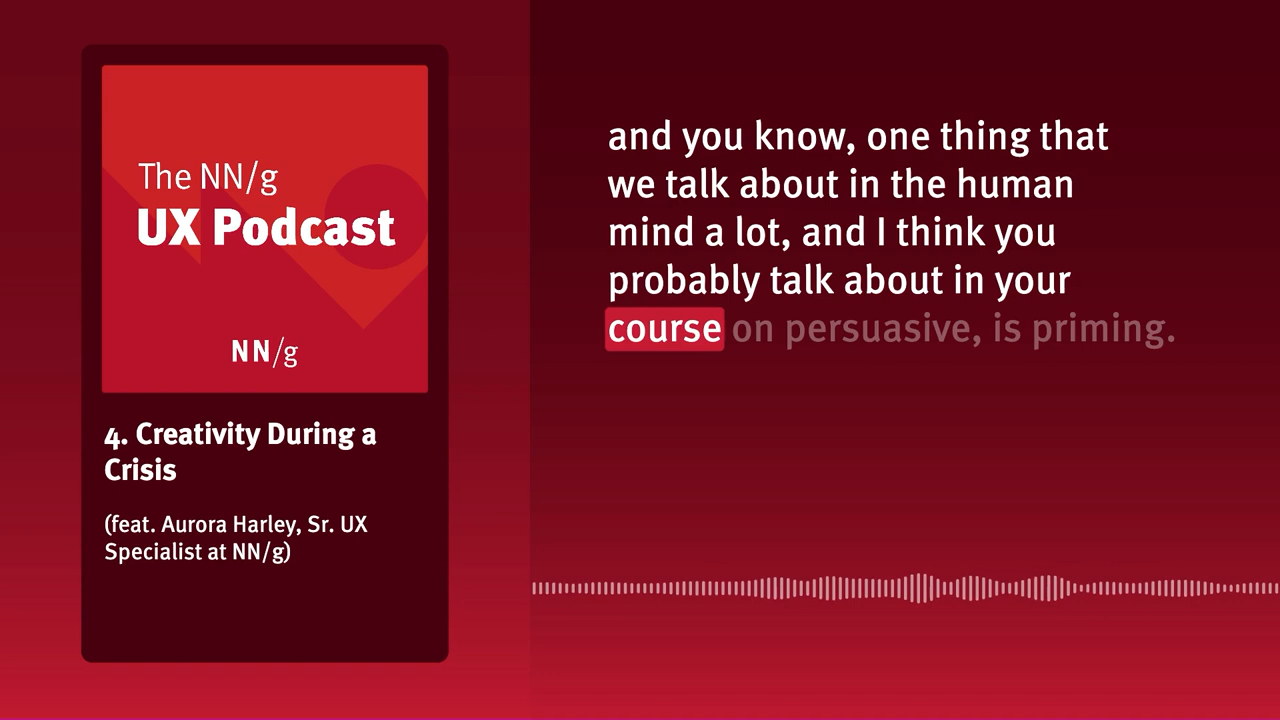 The NN/g
UX Podcast
NN/g
4. Creativity During a
Crisis
(feat. Aurora Harley, Sr. UX
Specialist at NN/g)
and you know, one thing that
we talk about in the human
mind a lot, and I think you
probably talk about in your
course on persuasive, is priming.